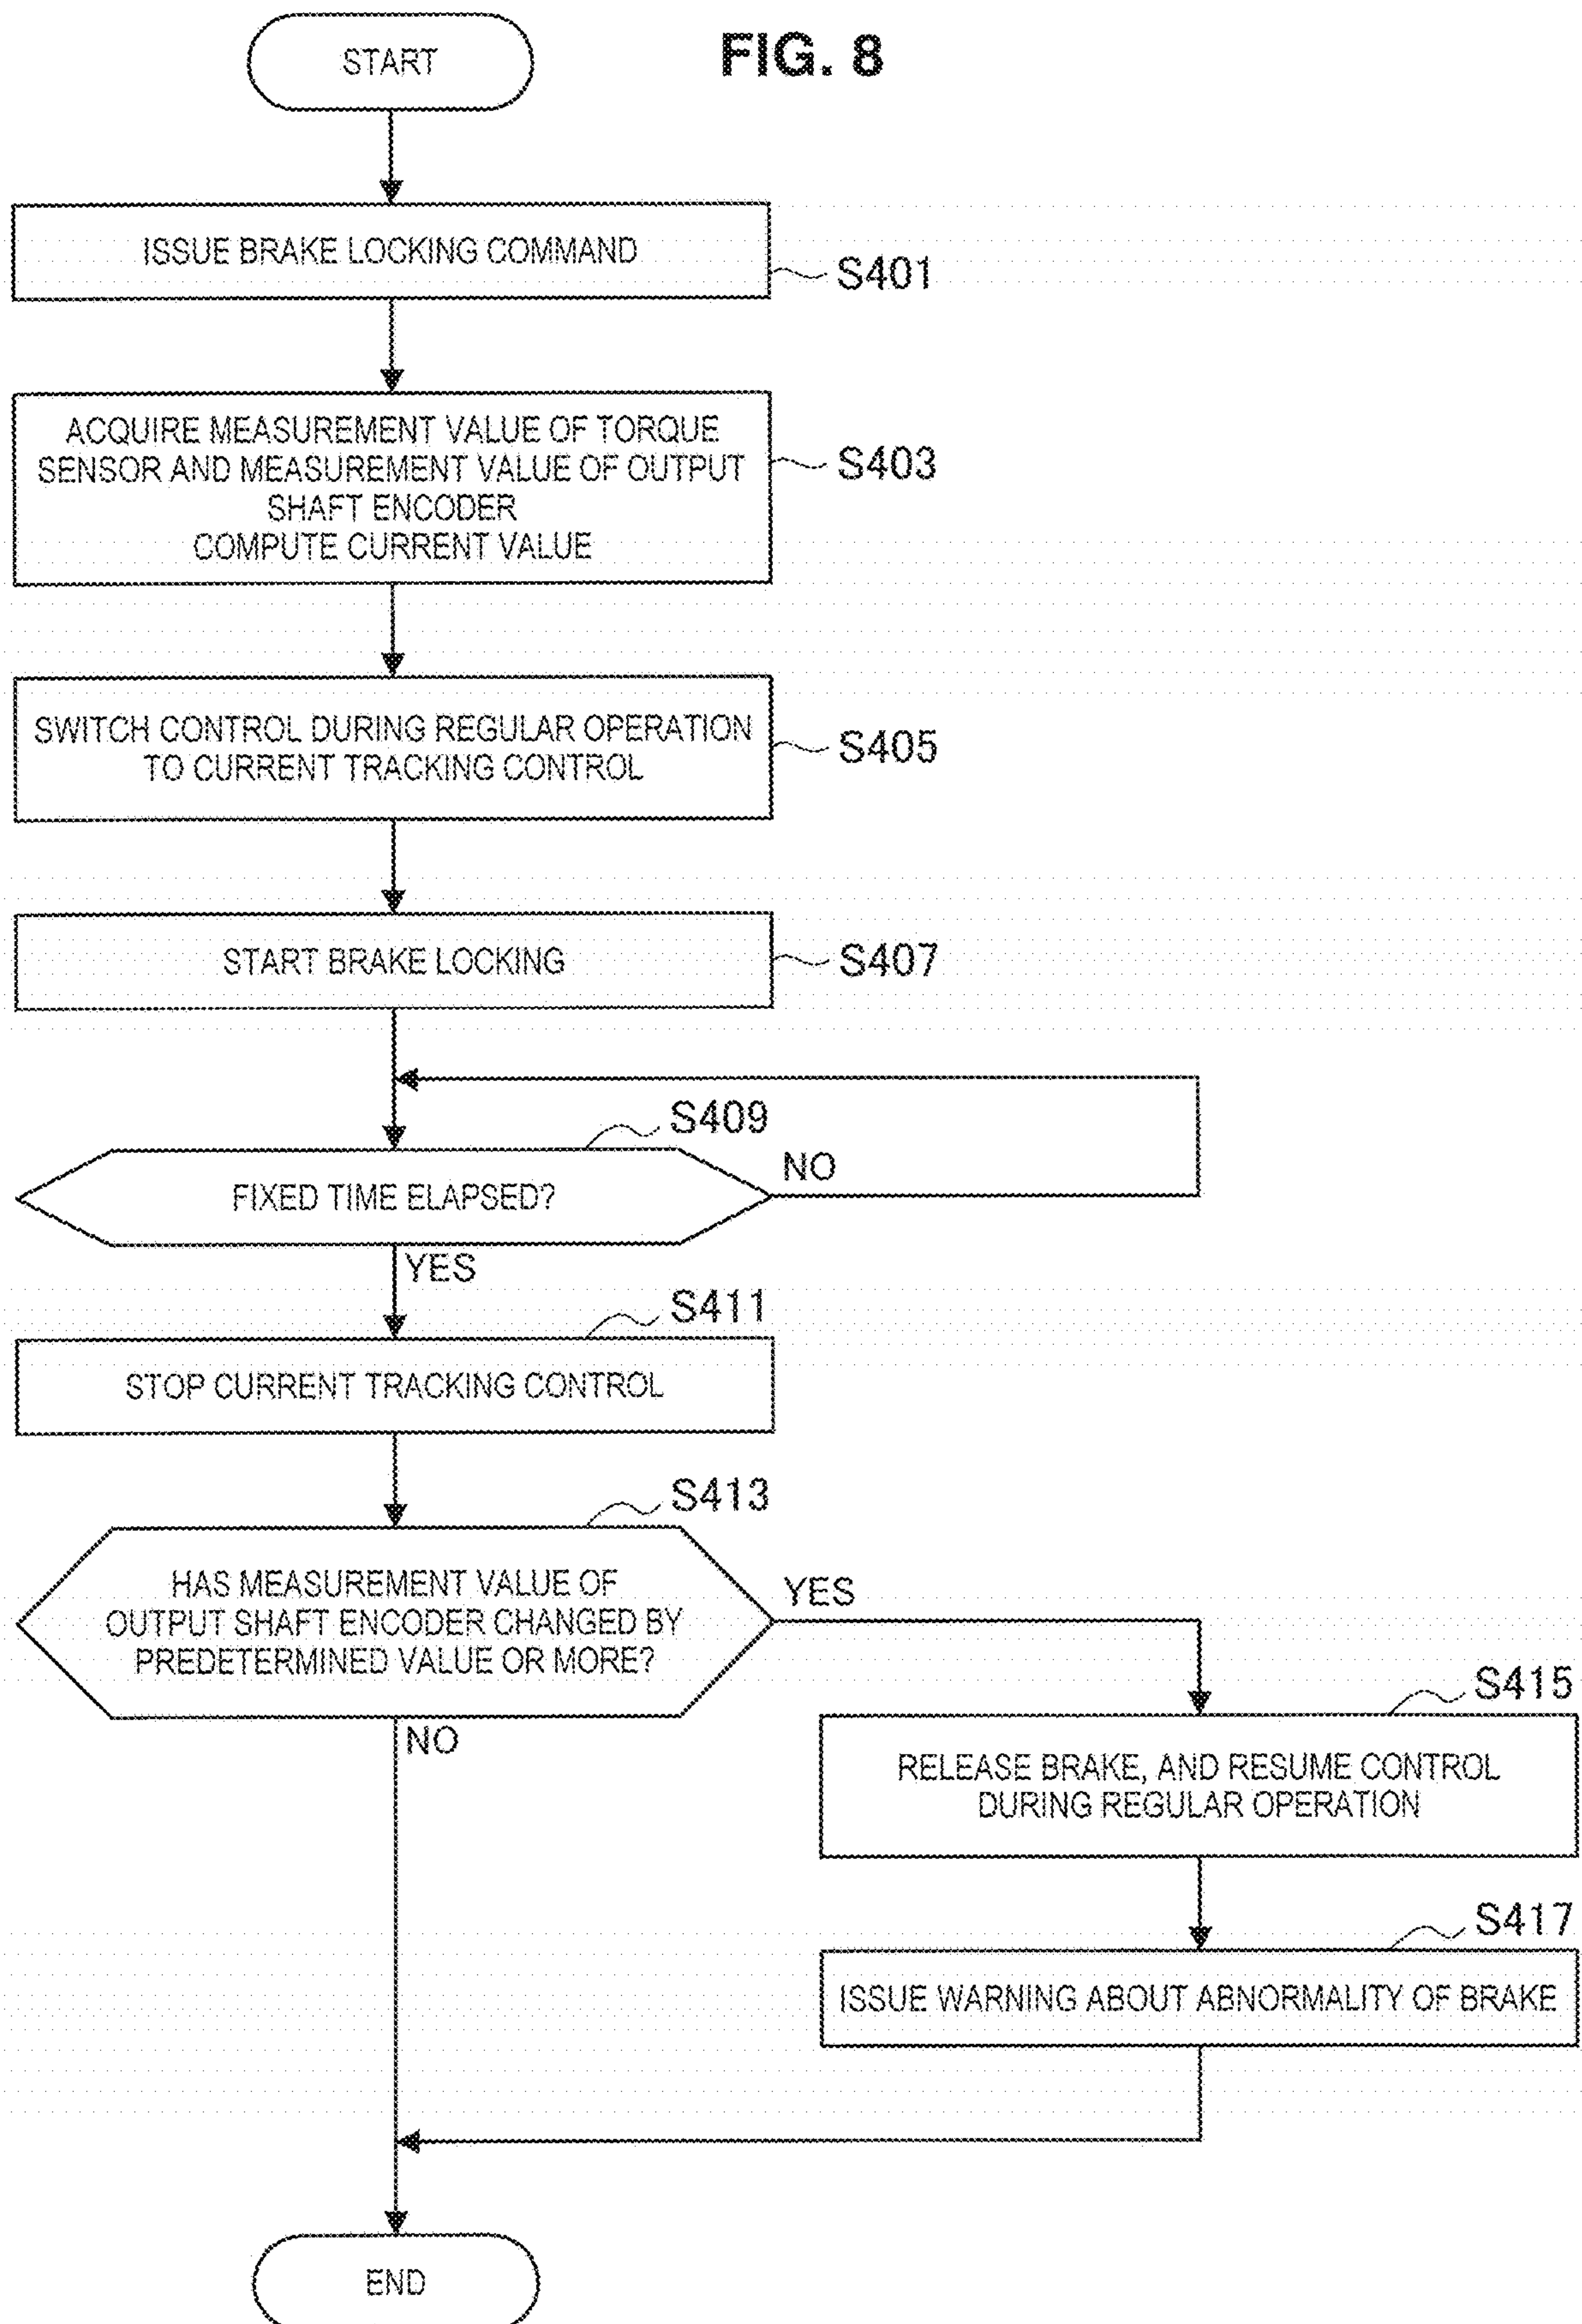 FIG. 8
START
ISSUE BRAKE LOCKING COMMAND
S401
ACQUIRE MEASUREMENT VALUE OF TORQUE
SENSOR AND MEASUREMENT VALUE OF OUTPUT
SHAFT ENCODER
COMPUTE CURRENT VALUE
S403
SWITCH CONTROL DURING REGULAR OPERATION
TO CURRENT TRACKING CONTROL
S405
START BRAKE LOCKING
S407
S409
FIXED TIME ELAPSED?
NO
YES
S411
STOP CURRENT TRACKING CONTROL
S413
HAS MEASUREMENT VALUE OF
OUTPUT SHAFT ENCODER CHANGED BY
PREDETERMINED VALUE OR MORE?
YES
NO
S415
RELEASE BRAKE, AND RESUME CONTROL
DURING REGULAR OPERATION
S417
ISSUE WARNING ABOUT ABNORMALITY OF BRAKE
END